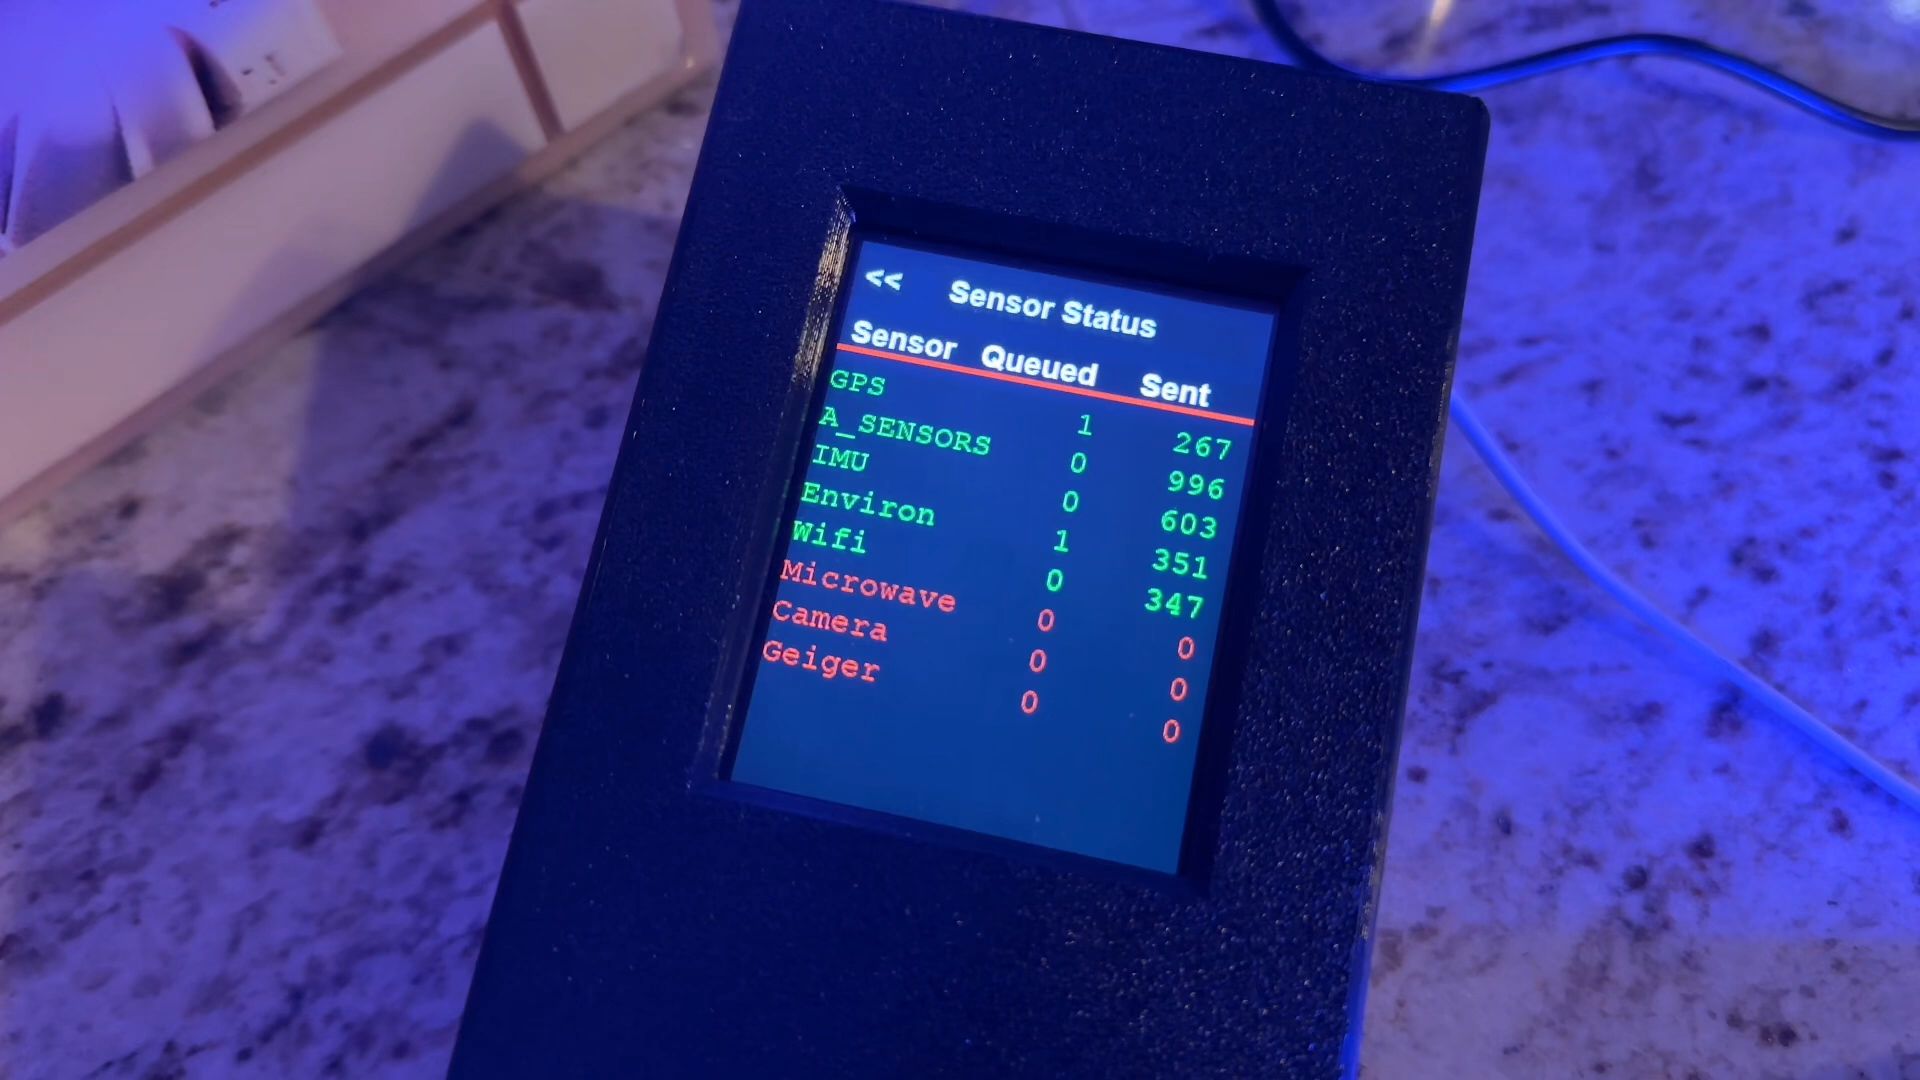 << Sensor Status
Sensor Queued Sent
GPS 1 267
A_SENSORS 0 996
IMU 0 603
Environ 1 351
Wifi 0 347
Microwave 0 0
Camera 0 0
Geiger 0 0